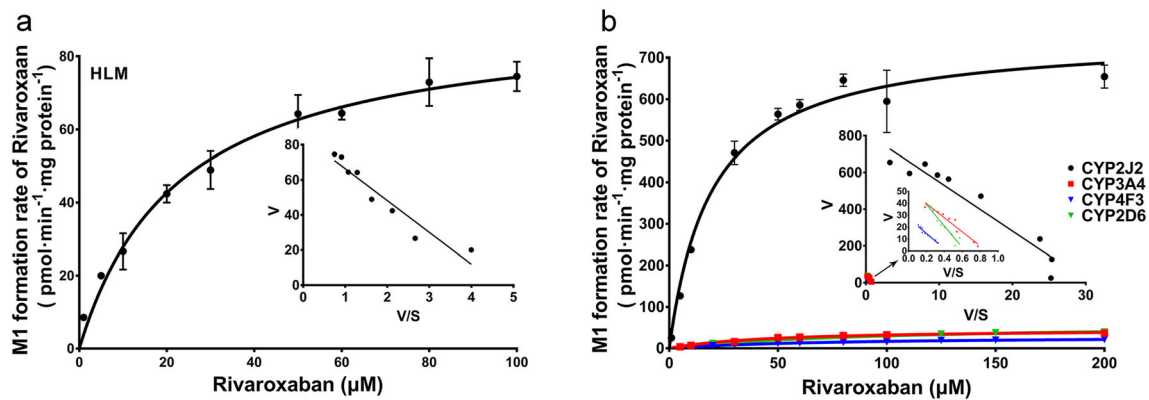 a
HLM
M1 formation rate of Rivaroxaan
( pmol·min⁻¹·mg protein⁻¹)
80
60
40
20
0
0 20 40 60 80 100
Rivaroxaban (μM)
V
80
60
40
20
0
0 1 2 3 4 5
V/S
b
M1 formation rate of Rivaroxaan
( pmol·min⁻¹·mg protein⁻¹)
700
600
500
400
300
200
100
0
0 50 100 150 200
Rivaroxaban (μM)
V
800
600
400
200
0
0 10 20 30
V/S
V
50
40
30
20
10
0
0.0 0.2 0.4 0.6 0.8 1.0
V/S
CYP2J2
CYP3A4
CYP4F3
CYP2D6